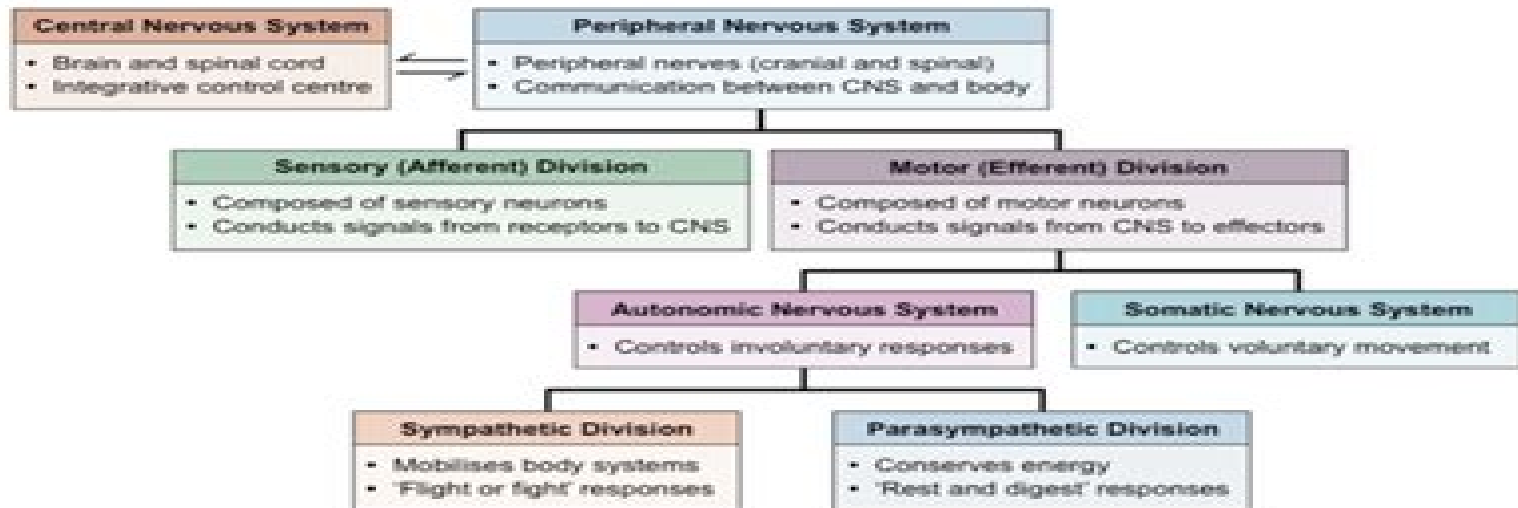 Central Nervous System
• Brain and spinal cord
• Integrative control centre
Peripheral Nervous System
• Peripheral nerves (cranial and spinal)
• Communication between CNS and body
Sensory (Afferent) Division
• Composed of sensory neurons
• Conducts signals from receptors to CNS
Motor (Efferent) Division
• Composed of motor neurons
• Conducts signals from CNS to effectors
Autonomic Nervous System
• Controls involuntary responses
Somatic Nervous System
• Controls voluntary movement
Sympathetic Division
• Mobilises body systems
• 'Flight or fight' responses
Parasympathetic Division
• Conserves energy
• 'Rest and digest' responses